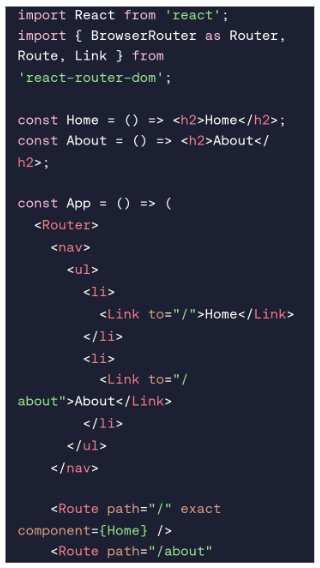 import React from 'react';
import { BrowserRouter as Router,
Route, Link } from
'react-router-dom';
const Home = () => <h2>Home</h2>;
const About = () => <h2>About</
h2>;
const App = () => (
<Router>
<nav>
<ul>
<li>
<Link to="/">Home</Link>
</li>
<li>
<Link to="/
about">About</Link>
</li>
</ul>
</nav>
<Route path="/" exact
component={Home} />
<Route path="/about"